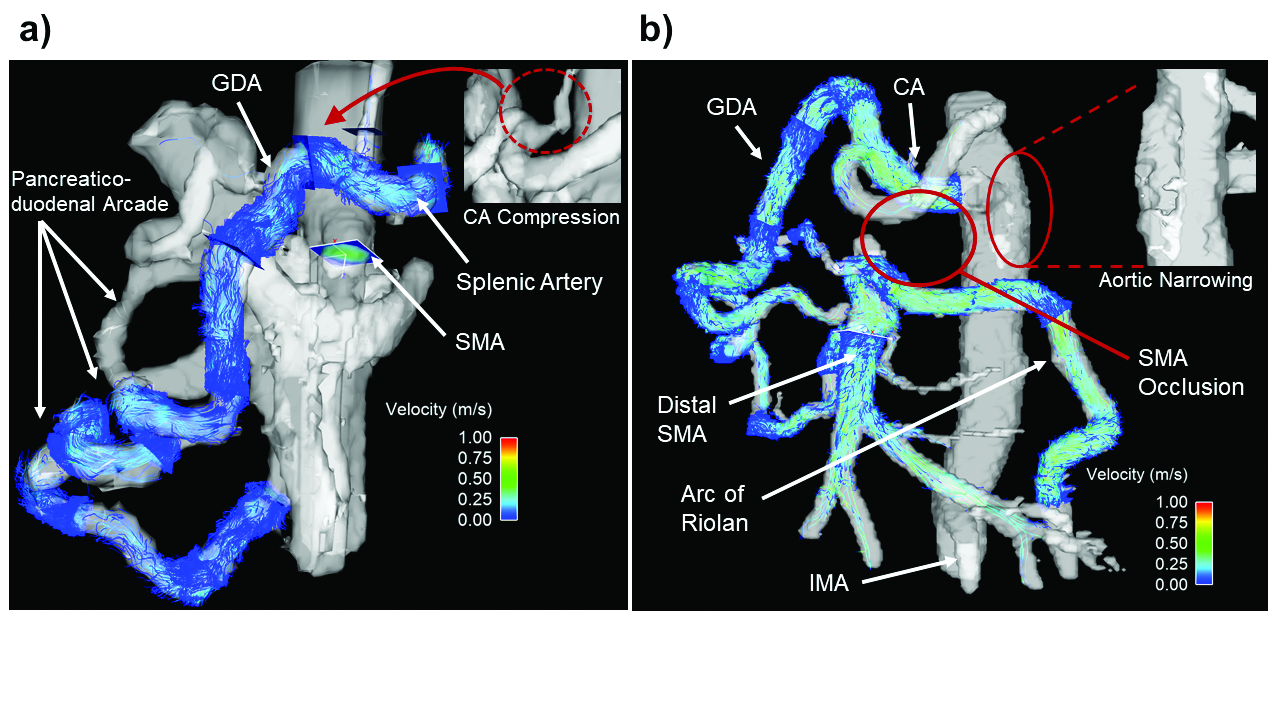 a)
GDA
Pancreatico-
duodenal Arcade
CA Compression
Splenic Artery
SMA
Velocity (m/s)
1.00
0.75
0.50
0.25
0.00
b)
GDA
CA
Aortic Narrowing
SMA
Occlusion
Distal
SMA
Arc of
Riolan
IMA
Velocity (m/s)
1.00
0.75
0.50
0.25
0.00